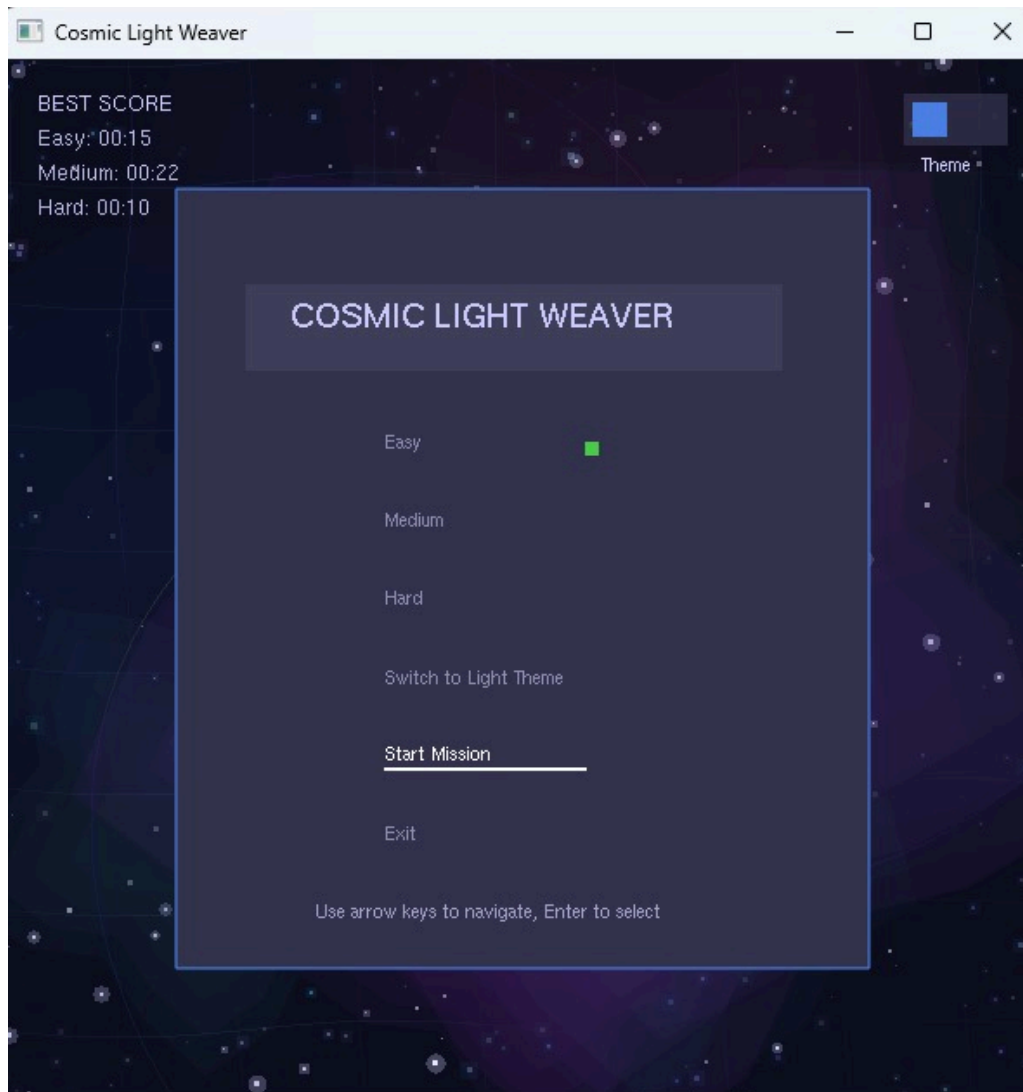 Cosmic Light Weaver
BEST SCORE
Easy: 00:15
Medium: 00:22
Hard: 00:10
Theme
COSMIC LIGHT WEAVER
Easy
Medium
Hard
Switch to Light Theme
Start Mission
Exit
Use arrow keys to navigate, Enter to select